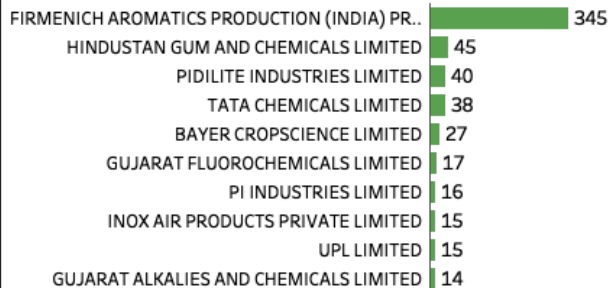 FIRMENICH AROMATICS PRODUCTION (INDIA) PR.. 345
HINDUSTAN GUM AND CHEMICALS LIMITED 45
PIDILITE INDUSTRIES LIMITED 40
TATA CHEMICALS LIMITED 38
BAYER CROPSCIENCE LIMITED 27
GUJARAT FLUOROCHEMICALS LIMITED 17
PI INDUSTRIES LIMITED 16
INOX AIR PRODUCTS PRIVATE LIMITED 15
UPL LIMITED 15
GUJARAT ALKALIES AND CHEMICALS LIMITED 14